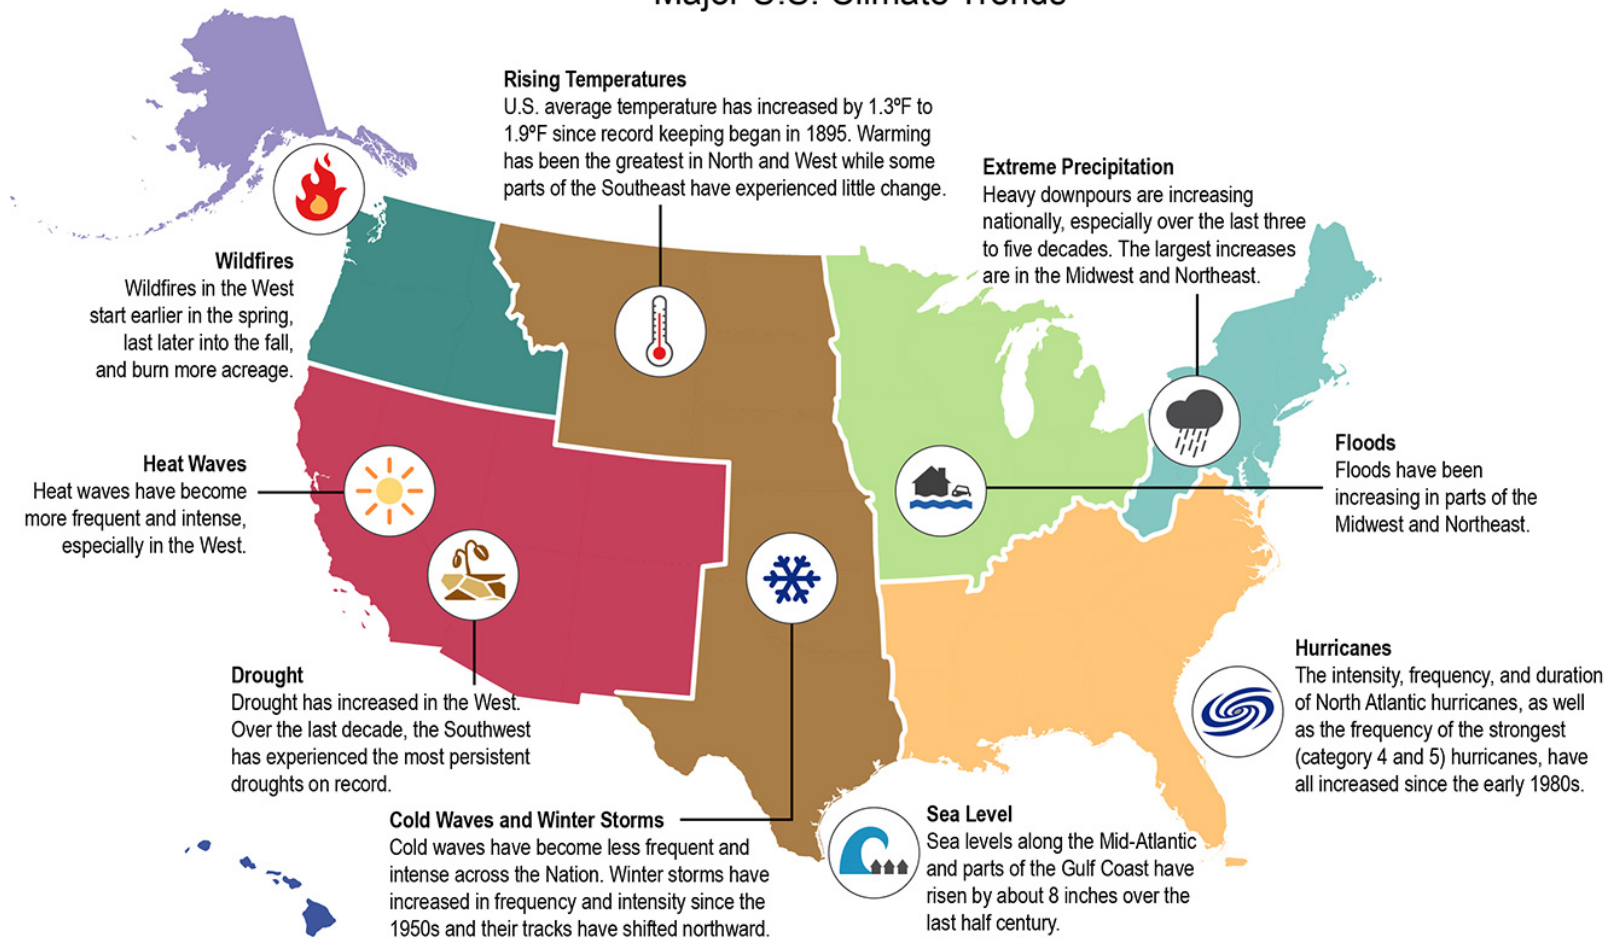 Major U.S. Climate Trends
Rising Temperatures
U.S. average temperature has increased by 1.3ºF to
1.9ºF since record keeping began in 1895. Warming
has been the greatest in North and West while some
parts of the Southeast have experienced little change.
Extreme Precipitation
Heavy downpours are increasing
nationally, especially over the last three
to five decades. The largest increases
are in the Midwest and Northeast.
Wildfires
Wildfires in the West
start earlier in the spring,
last later into the fall,
and burn more acreage.
Heat Waves
Heat waves have become
more frequent and intense,
especially in the West.
Floods
Floods have been
increasing in parts of the
Midwest and Northeast.
Drought
Drought has increased in the West.
Over the last decade, the Southwest
has experienced the most persistent
droughts on record.
Hurricanes
The intensity, frequency, and duration
of North Atlantic hurricanes, as well
as the frequency of the strongest
(category 4 and 5) hurricanes, have
all increased since the early 1980s.
Cold Waves and Winter Storms
Cold waves have become less frequent and
intense across the Nation. Winter storms have
increased in frequency and intensity since the
1950s and their tracks have shifted northward.
Sea Level
Sea levels along the Mid-Atlantic
and parts of the Gulf Coast have
risen by about 8 inches over the
last half century.